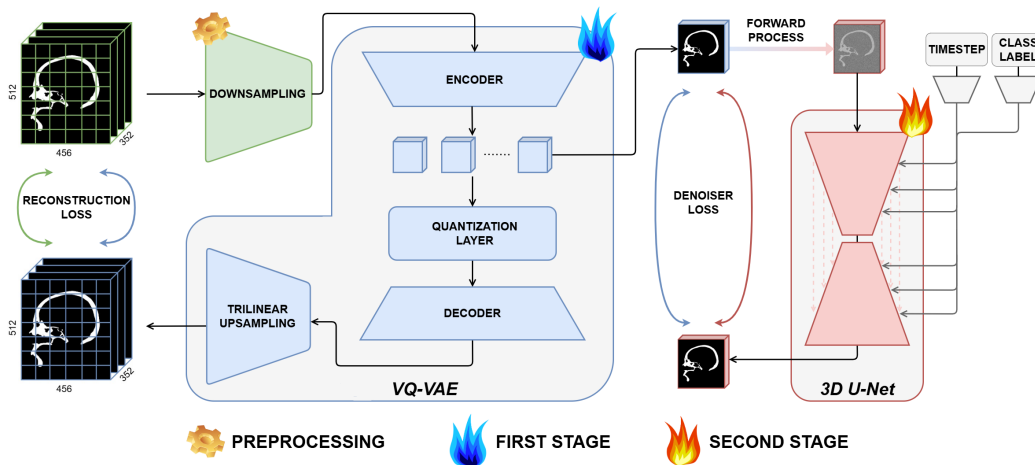 512
456
352
RECONSTRUCTION
LOSS
512
456
352
DOWNSAMPLING
ENCODER
QUANTIZATION
LAYER
DECODER
TRILINEAR
UPSAMPLING
VQ-VAE
FORWARD
PROCESS
DENOISER
LOSS
TIMESTEP
CLASS
LABEL
3D U-Net
PREPROCESSING
FIRST STAGE
SECOND STAGE